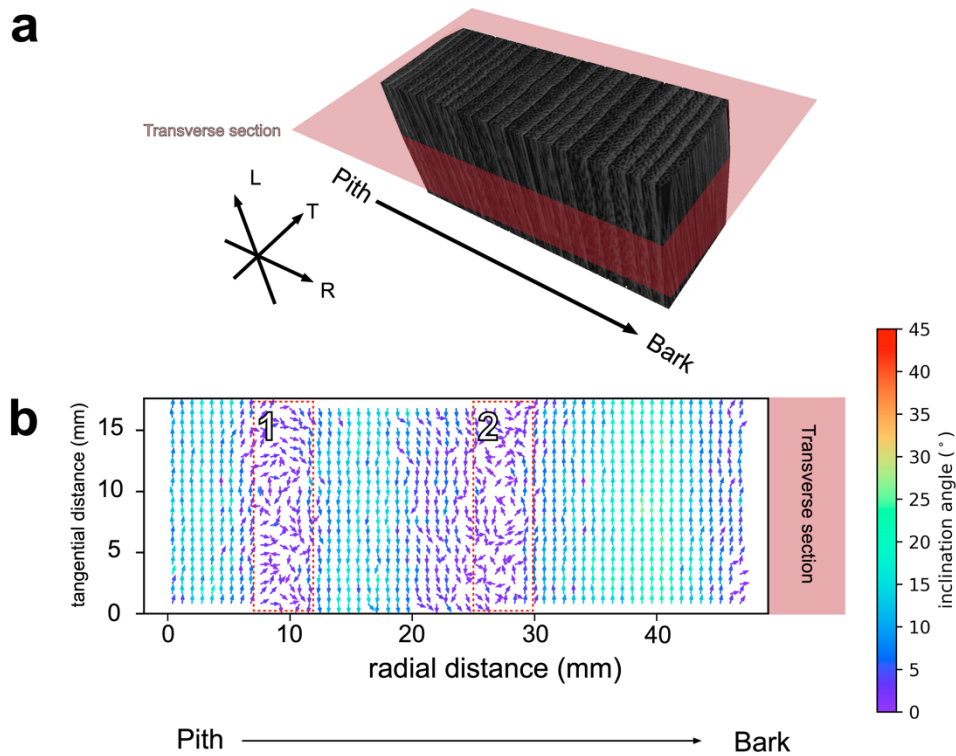 a
Transverse section
L
T
R
Pith
Bark
b
tangential distance (mm)
15
10
5
0
1
2
0
10
20
30
40
radial distance (mm)
Transverse section
45
40
35
30
25
20
15
10
5
0
inclination angle (°)
Pith
Bark